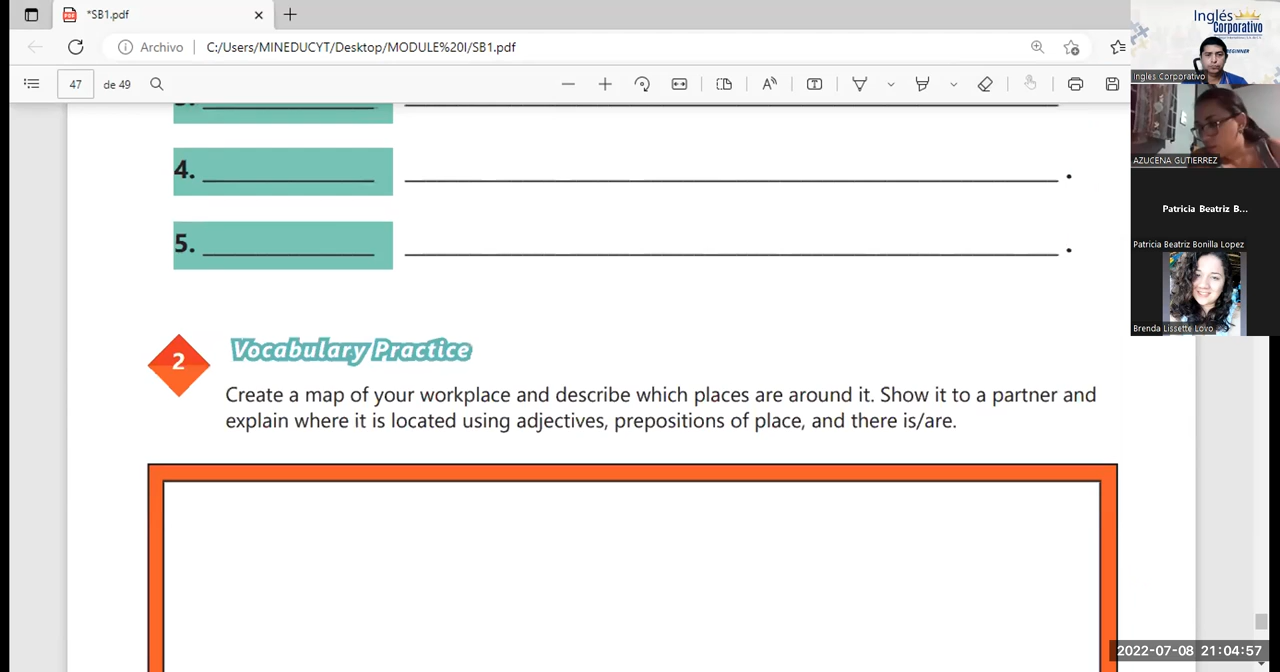 *SB1.pdf
Archivo
C:/Users/MINEDUCYT/Desktop/MODULE%20I/SB1.pdf
47 de 49
4.
.
5.
.
2
Vocabulary Practice
Create a map of your workplace and describe which places are around it. Show it to a partner and
explain where it is located using adjectives, prepositions of place, and there is/are.
Inglés
Corporativo
Ingles Corporativo
AZUCENA GUTIERREZ
Patricia Beatriz B...
Patricia Beatriz Bonilla Lopez
Brenda Lissette Lovo
2022-07-08 21:04:57